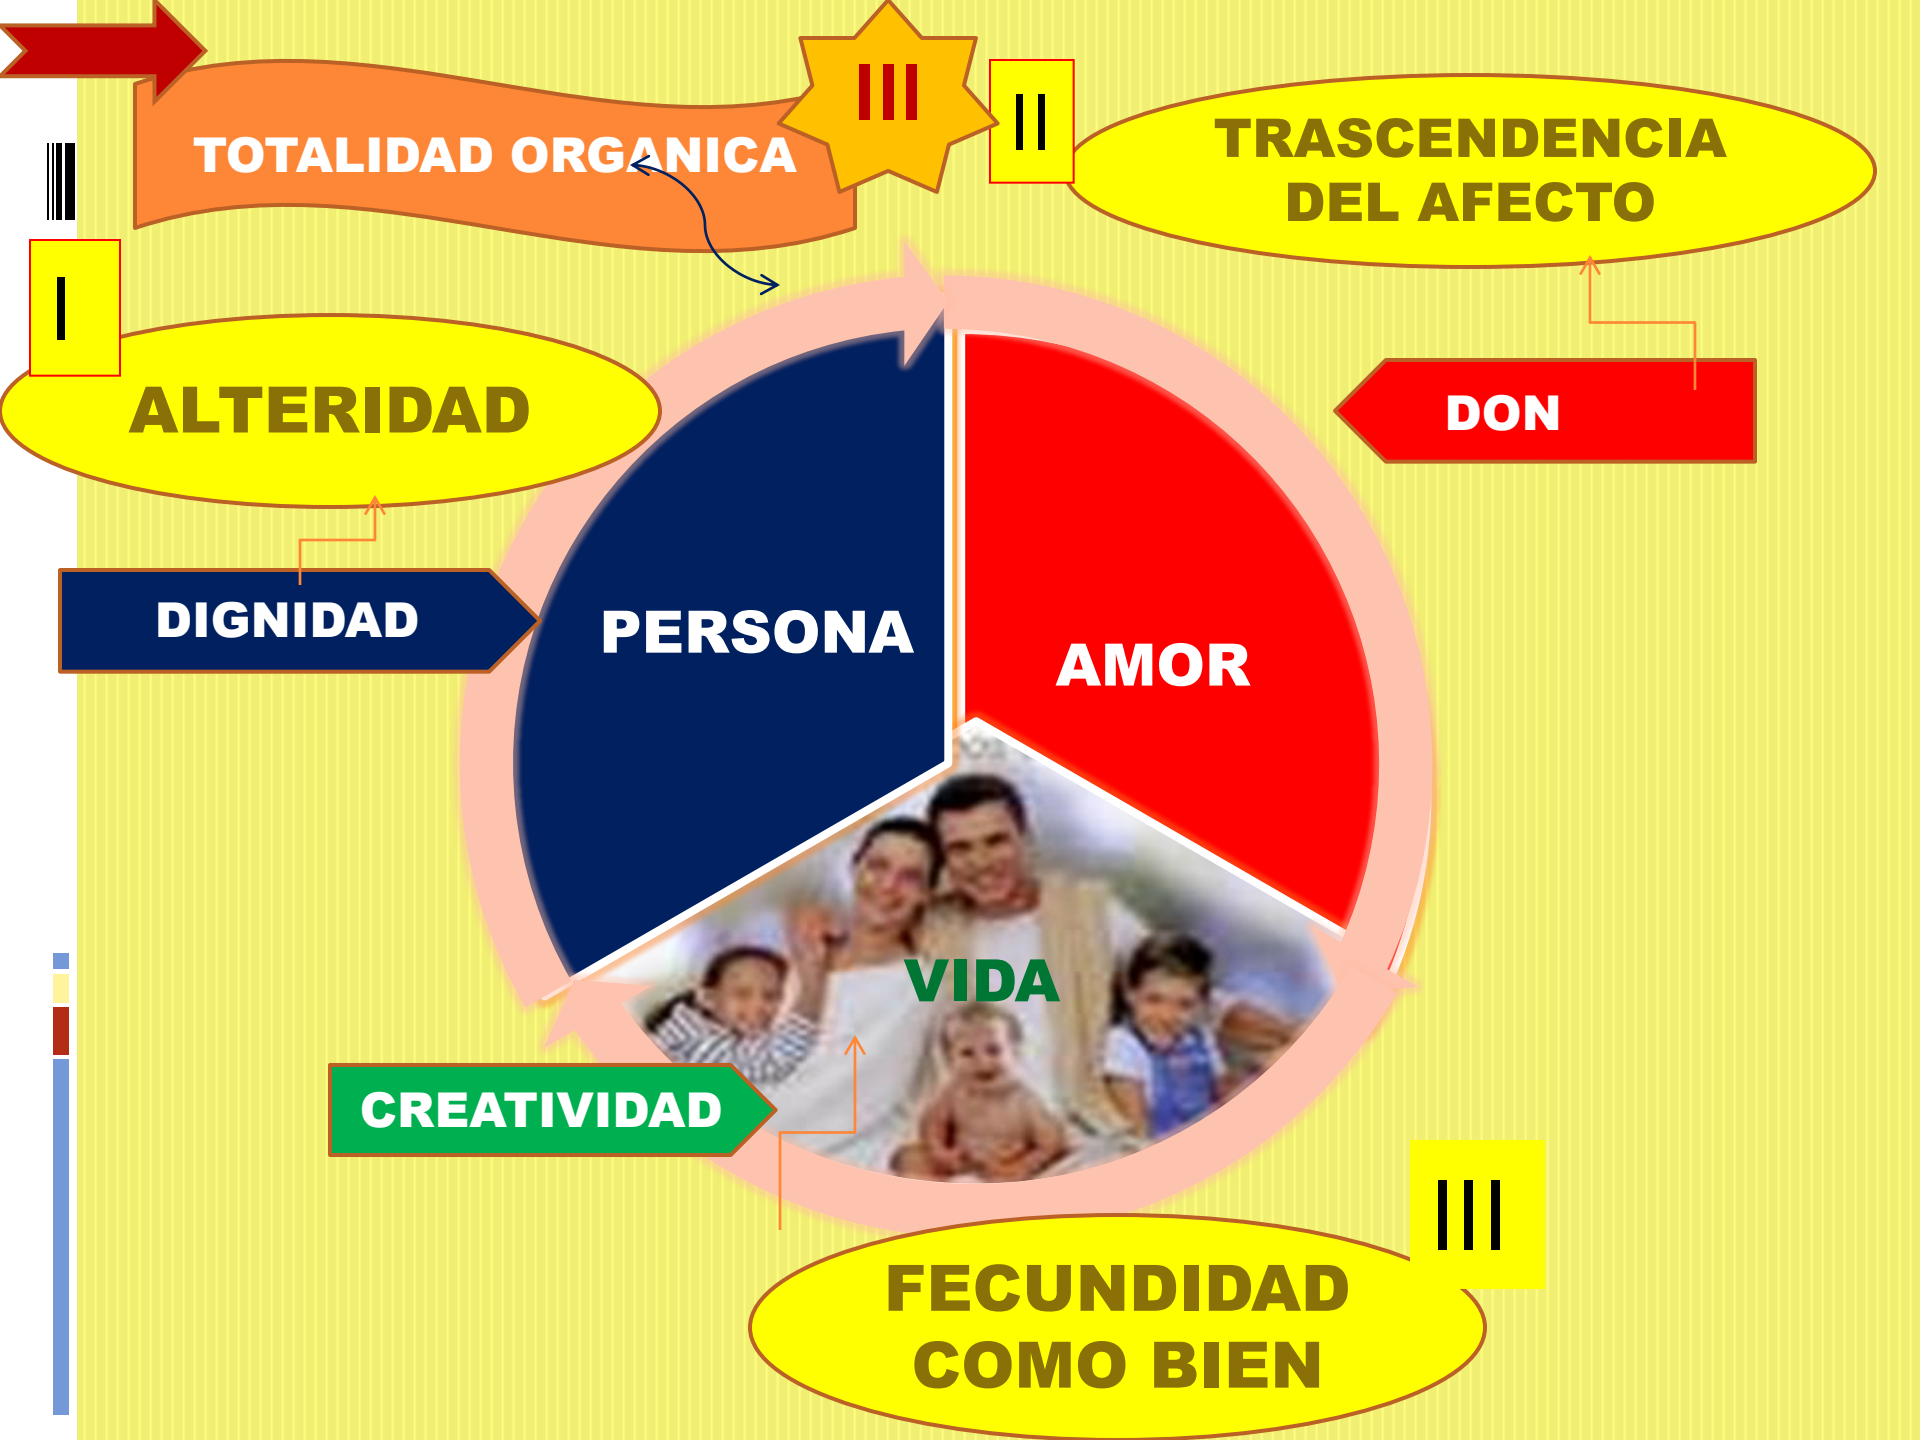 III
II
TOTALIDAD ORGANICA
TRASCENDENCIA
DEL AFECTO
I
ALTERIDAD
DON
DIGNIDAD
PERSONA
AMOR
VIDA
CREATIVIDAD
III
FECUNDIDAD
COMO BIEN